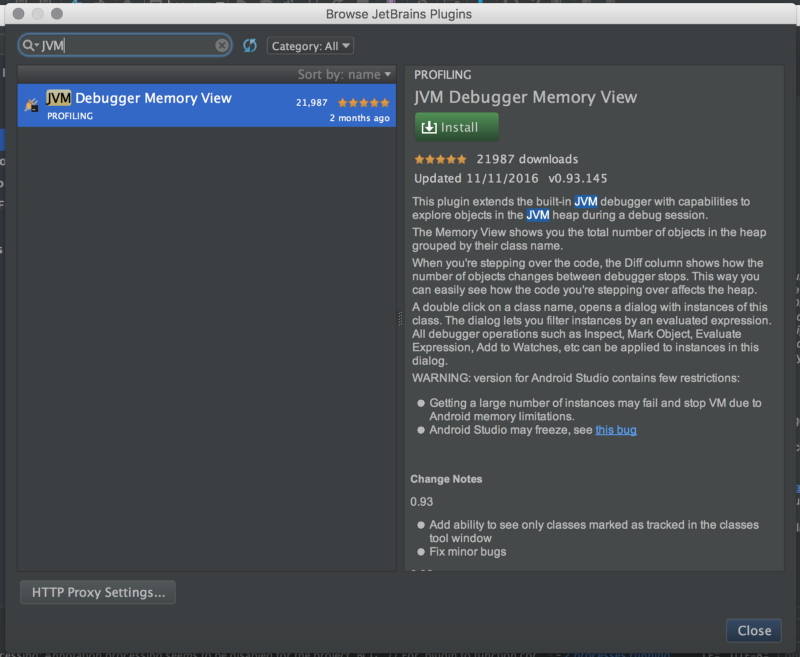 Browse JetBrains Plugins
JVM
Category: All
Sort by: name
JVM Debugger Memory View
21,987
PROFILING
2 months ago
PROFILING
JVM Debugger Memory View
Install
21987 downloads
Updated 11/11/2016 v0.93.145
This plugin extends the built-in JVM debugger with capabilities to
explore objects in the JVM heap during a debug session.
The Memory View shows you the total number of objects in the heap
grouped by their class name.
When you're stepping over the code, the Diff column shows how the
number of objects changes between debugger stops. This way you
can easily see how the code you're stepping over affects the heap.
A double click on a class name, opens a dialog with instances of this
class. The dialog lets you filter instances by an evaluated expression.
All debugger operations such as Inspect, Mark Object, Evaluate
Expression, Add to Watches, etc can be applied to instances in this
dialog.
WARNING: version for Android Studio contains few restrictions:
Getting a large number of instances may fail and stop VM due to
Android memory limitations.
Android Studio may freeze, see this bug
Change Notes
0.93
Add ability to see only classes marked as tracked in the classes
tool window
Fix minor bugs
HTTP Proxy Settings...
Close